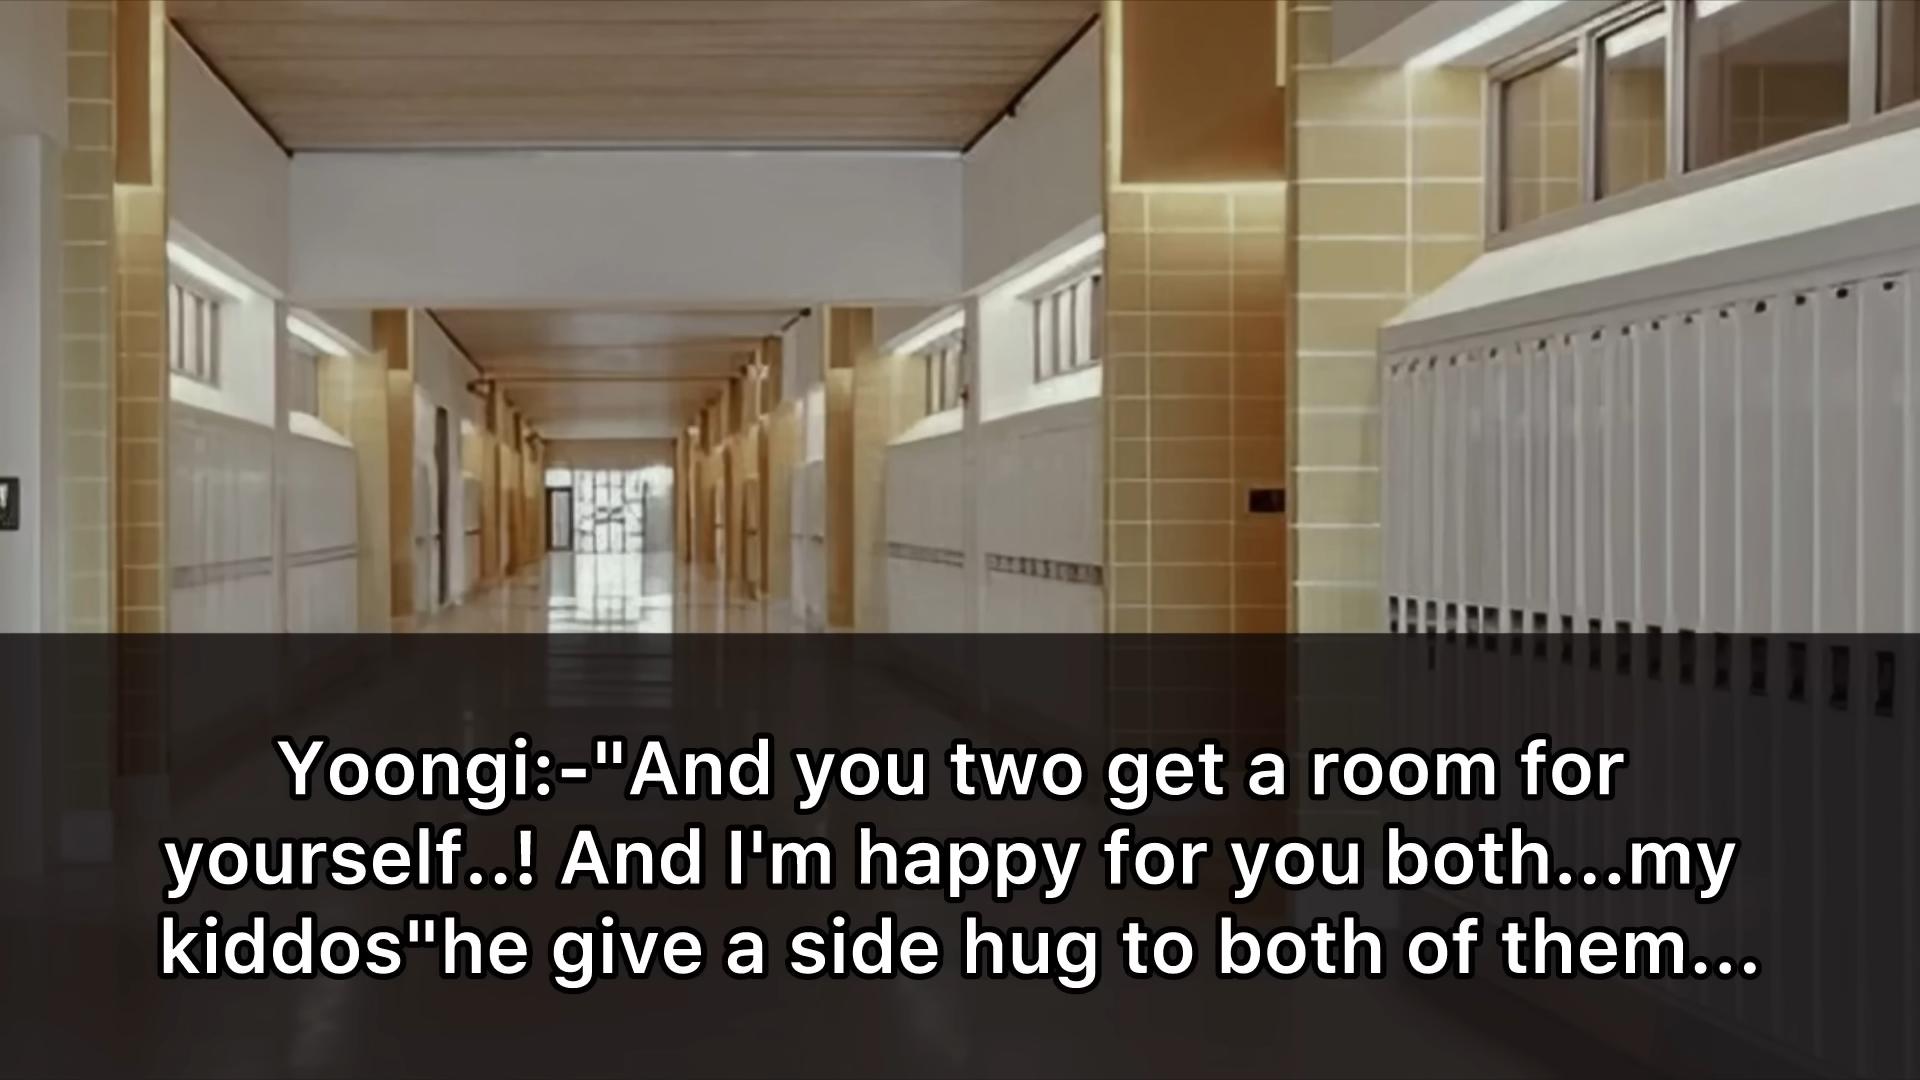 Yoongi:-"And you two get a room for
yourself..! And I'm happy for you both...my
kiddos"he give a side hug to both of them...